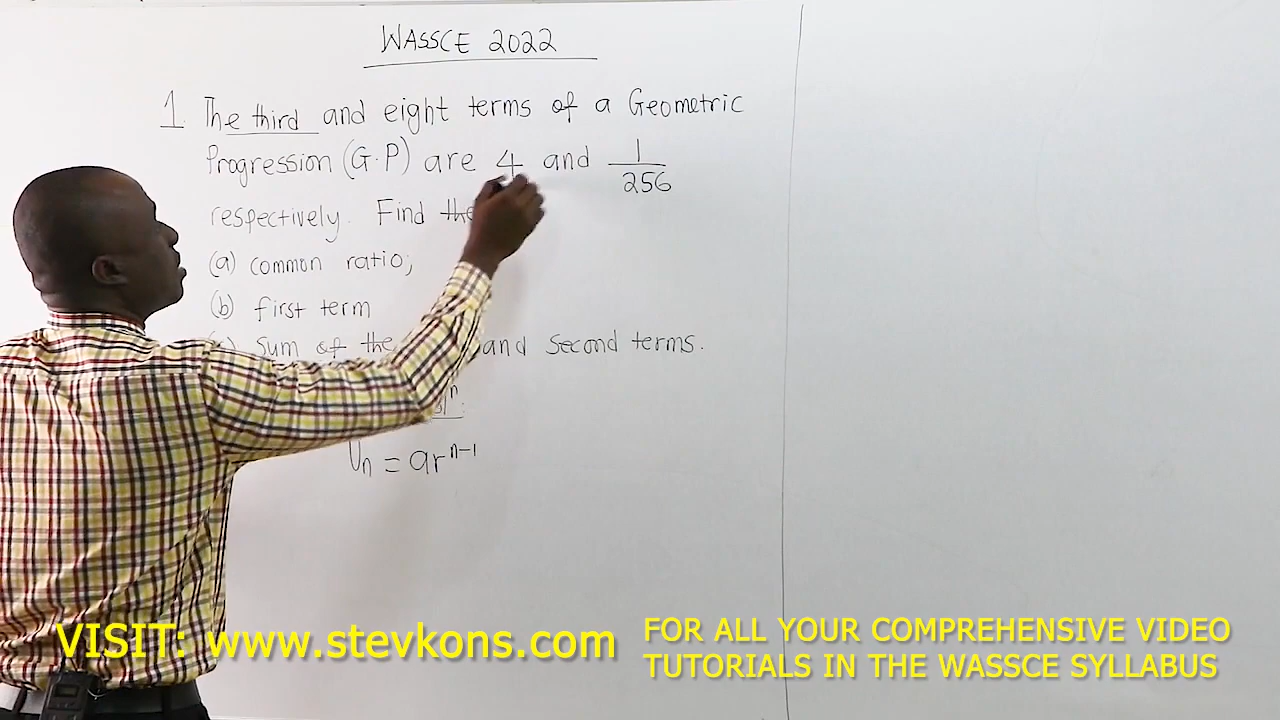 WASSCE 2022
1. The third and eight terms of a Geometric
Progression (G.P) are 4 and 1/256
respectively. Find the
(a) common ratio;
(b) first term
sum of the and second terms.
Uₙ = arⁿ⁻¹
VISIT: www.stevkons.com
FOR ALL YOUR COMPREHENSIVE VIDEO
TUTORIALS IN THE WASSCE SYLLABUS